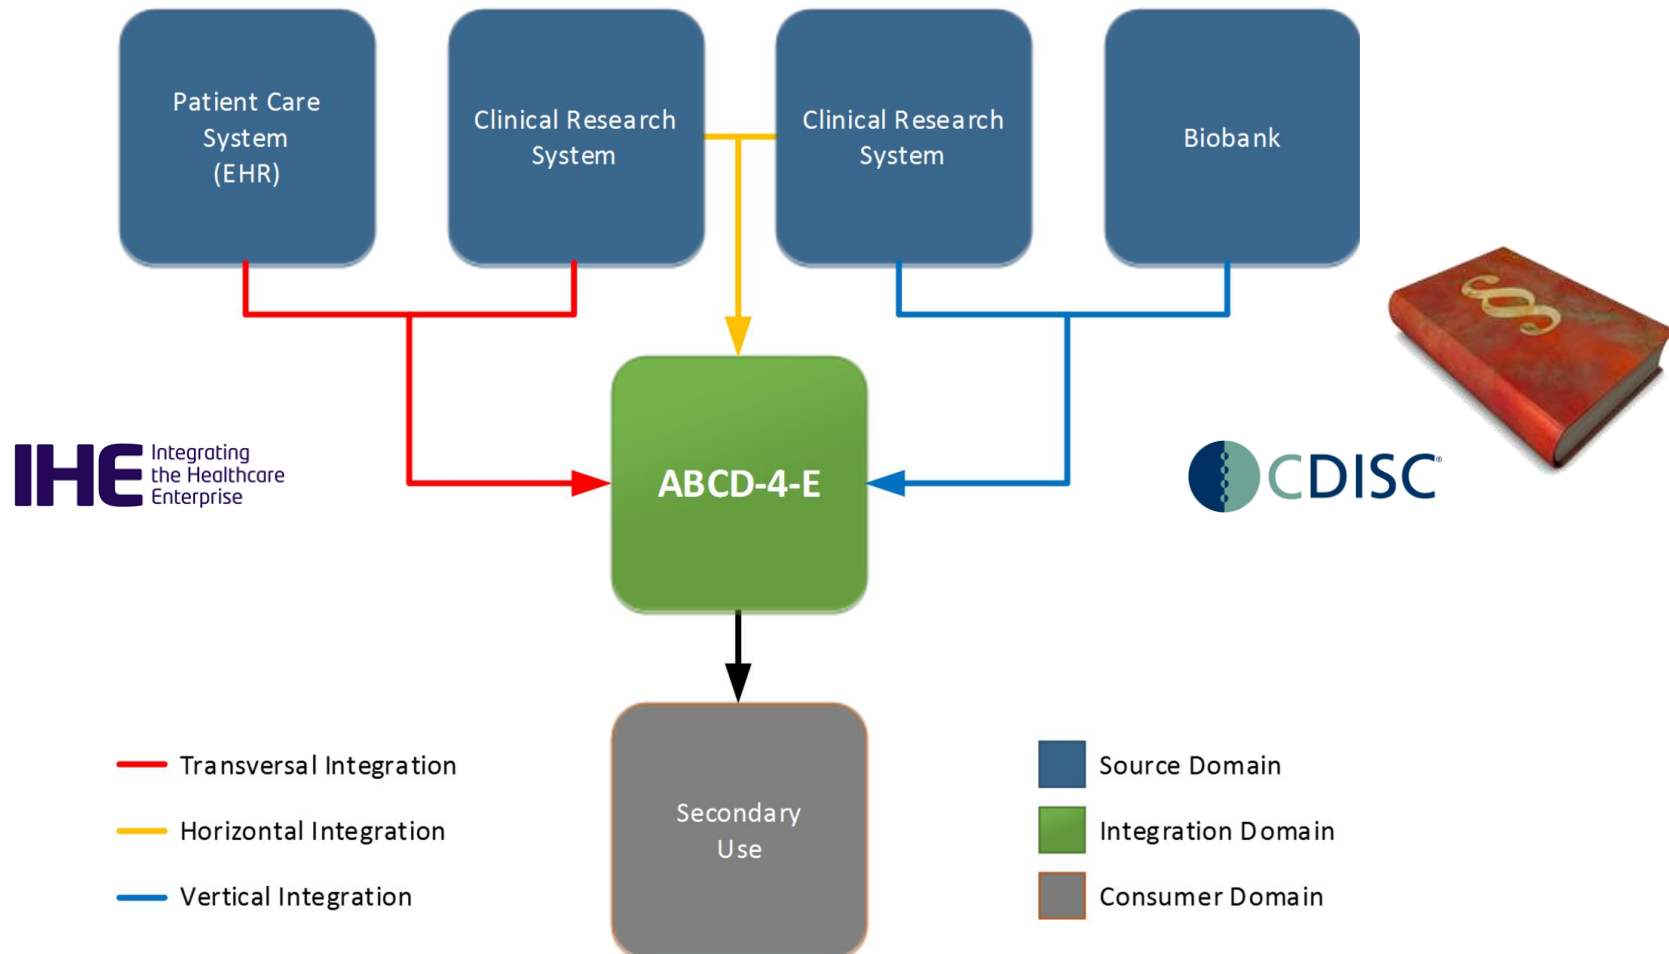 Patient Care
System
(EHR)
Clinical Research
System
Clinical Research
System
Biobank
§
IHE
Integrating
the Healthcare
Enterprise
ABCD-4-E
CDISC®
Secondary
Use
Transversal Integration
Horizontal Integration
Vertical Integration
Source Domain
Integration Domain
Consumer Domain